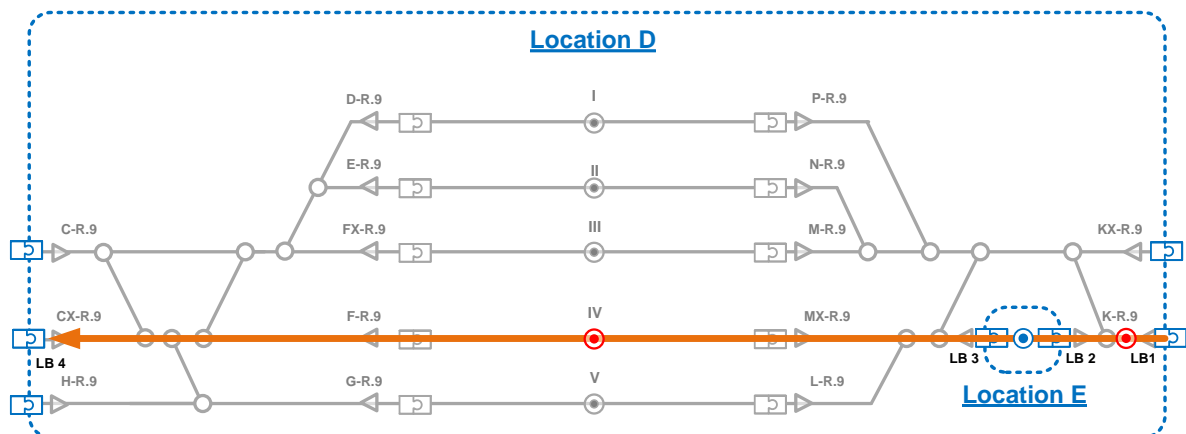 Location D
I
D-R.9
P-R.9
E-R.9
II
N-R.9
C-R.9
FX-R.9
III
M-R.9
KX-R.9
CX-R.9
F-R.9
IV
MX-R.9
K-R.9
LB 4
LB 3
LB 2
LB1
H-R.9
G-R.9
V
L-R.9
Location E